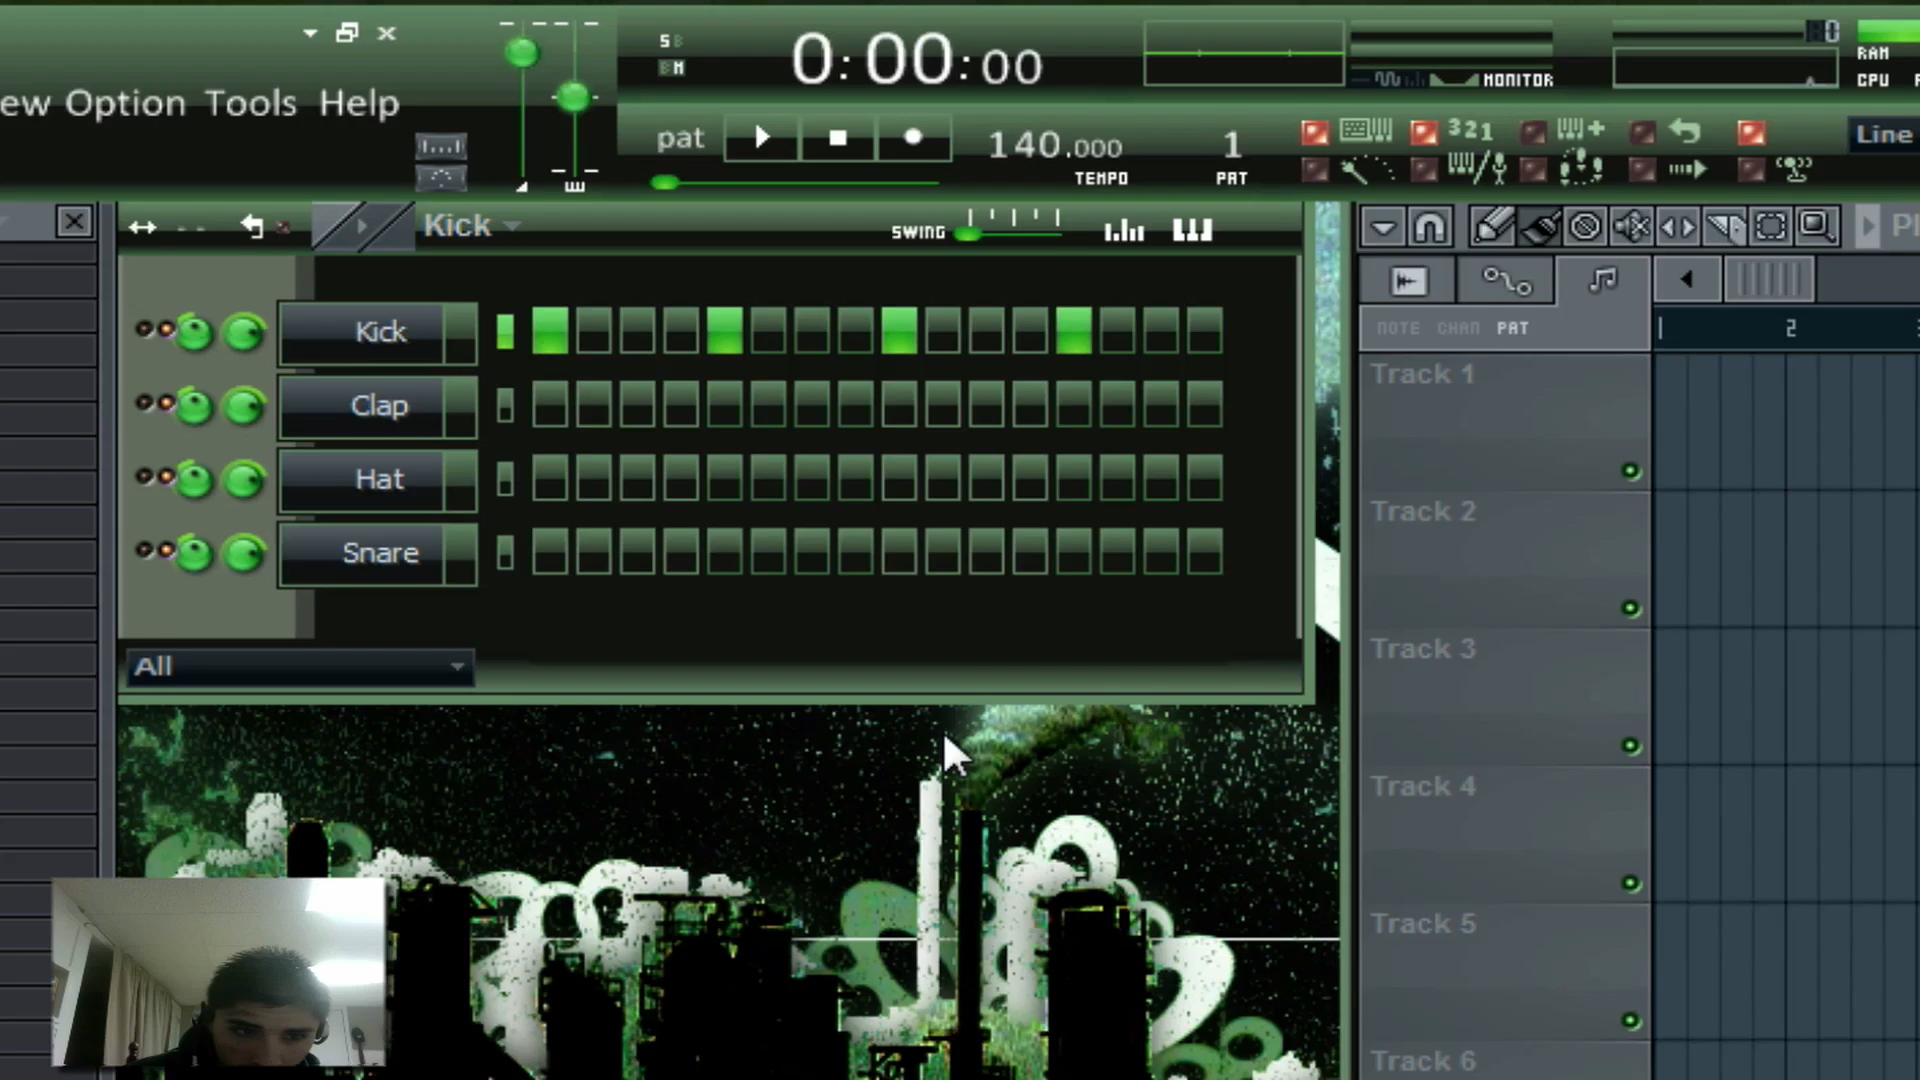 0:00:00
MONITOR
RAM
CPU
ew Option Tools Help
pat
140.000
TEMPO
1
PAT
321
Line
Kick
SWING
Kick
Clap
Hat
Snare
All
NOTE CHAN PAT
2
Track 1
Track 2
Track 3
Track 4
Track 5
Track 6